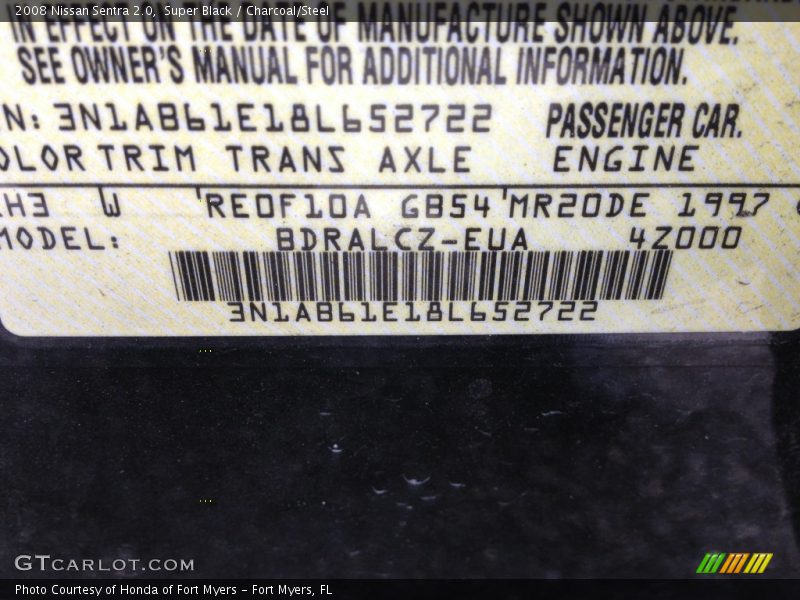 2008 Nissan Sentra 2.0, Super Black / Charcoal/Steel
IN EFFECT ON THE DATE OF MANUFACTURE SHOWN ABOVE.
SEE OWNER'S MANUAL FOR ADDITIONAL INFORMATION.
N: 3N1AB61E18L652722 PASSENGER CAR.
OLOR TRIM TRANS AXLE ENGINE
KH3 W RE0F10A GB54 MR20DE 1997
MODEL: BDRALCZ-EUA 4Z000
3N1AB61E18L652722
GTCARLOT.COM
Photo Courtesy of Honda of Fort Myers - Fort Myers, FL